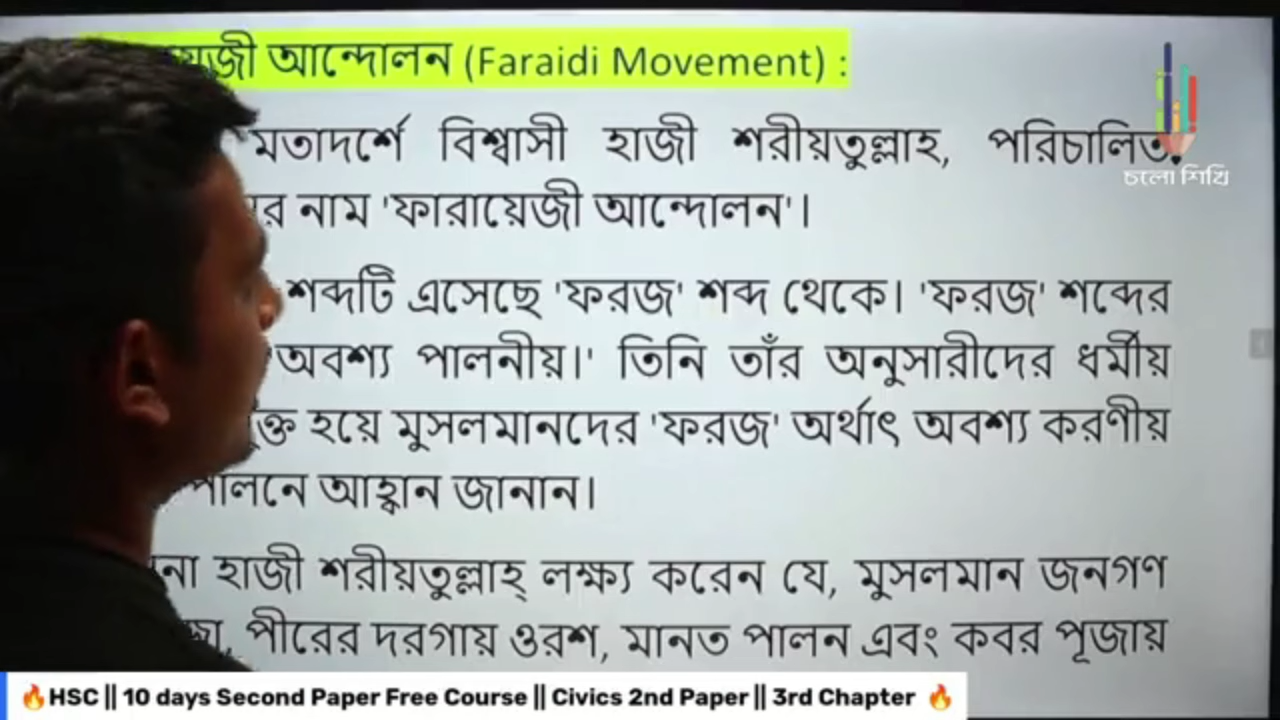 আন্দোলন (Faraidi Movement) :
মতাদর্শে বিশ্বাসী হাজী শরীয়তুল্লাহ, পরিচালিত
নাম 'ফারায়েজী আন্দোলন'।
শব্দটি এসেছে 'ফরজ' শব্দ থেকে। 'ফরজ' শব্দের
'অবশ্য পালনীয়।' তিনি তাঁর অনুসারীদের ধর্মীয়
হয়ে মুসলমানদের 'ফরজ' অর্থাৎ অবশ্য করণীয়
পালনে আহ্বান জানান।
হাজী শরীয়তুল্লাহ্ লক্ষ্য করেন যে, মুসলমান জনগণ
পীরের দরগায় ওরশ, মানত পালন এবং কবর পূজায়
চলো শিখি
🔥HSC || 10 days Second Paper Free Course || Civics 2nd Paper || 3rd Chapter 🔥